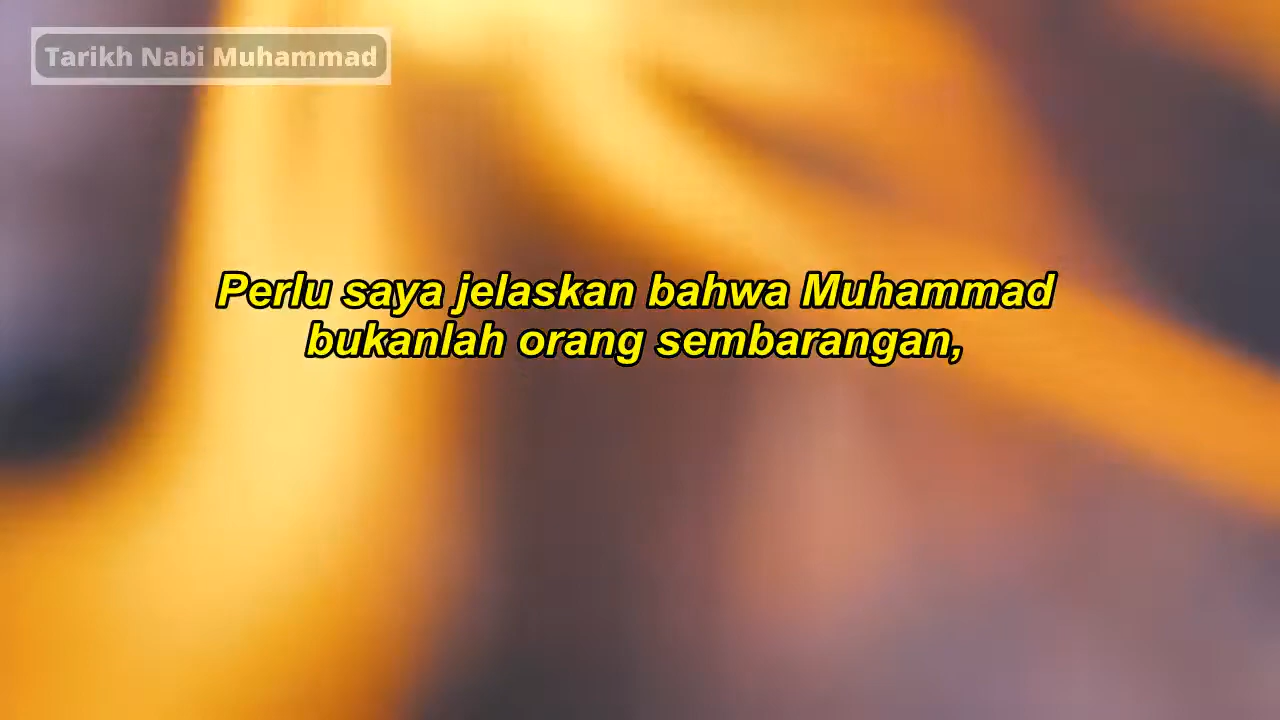 Tarikh Nabi Muhammad
Perlu saya jelaskan bahwa Muhammad
bukanlah orang sembarangan,